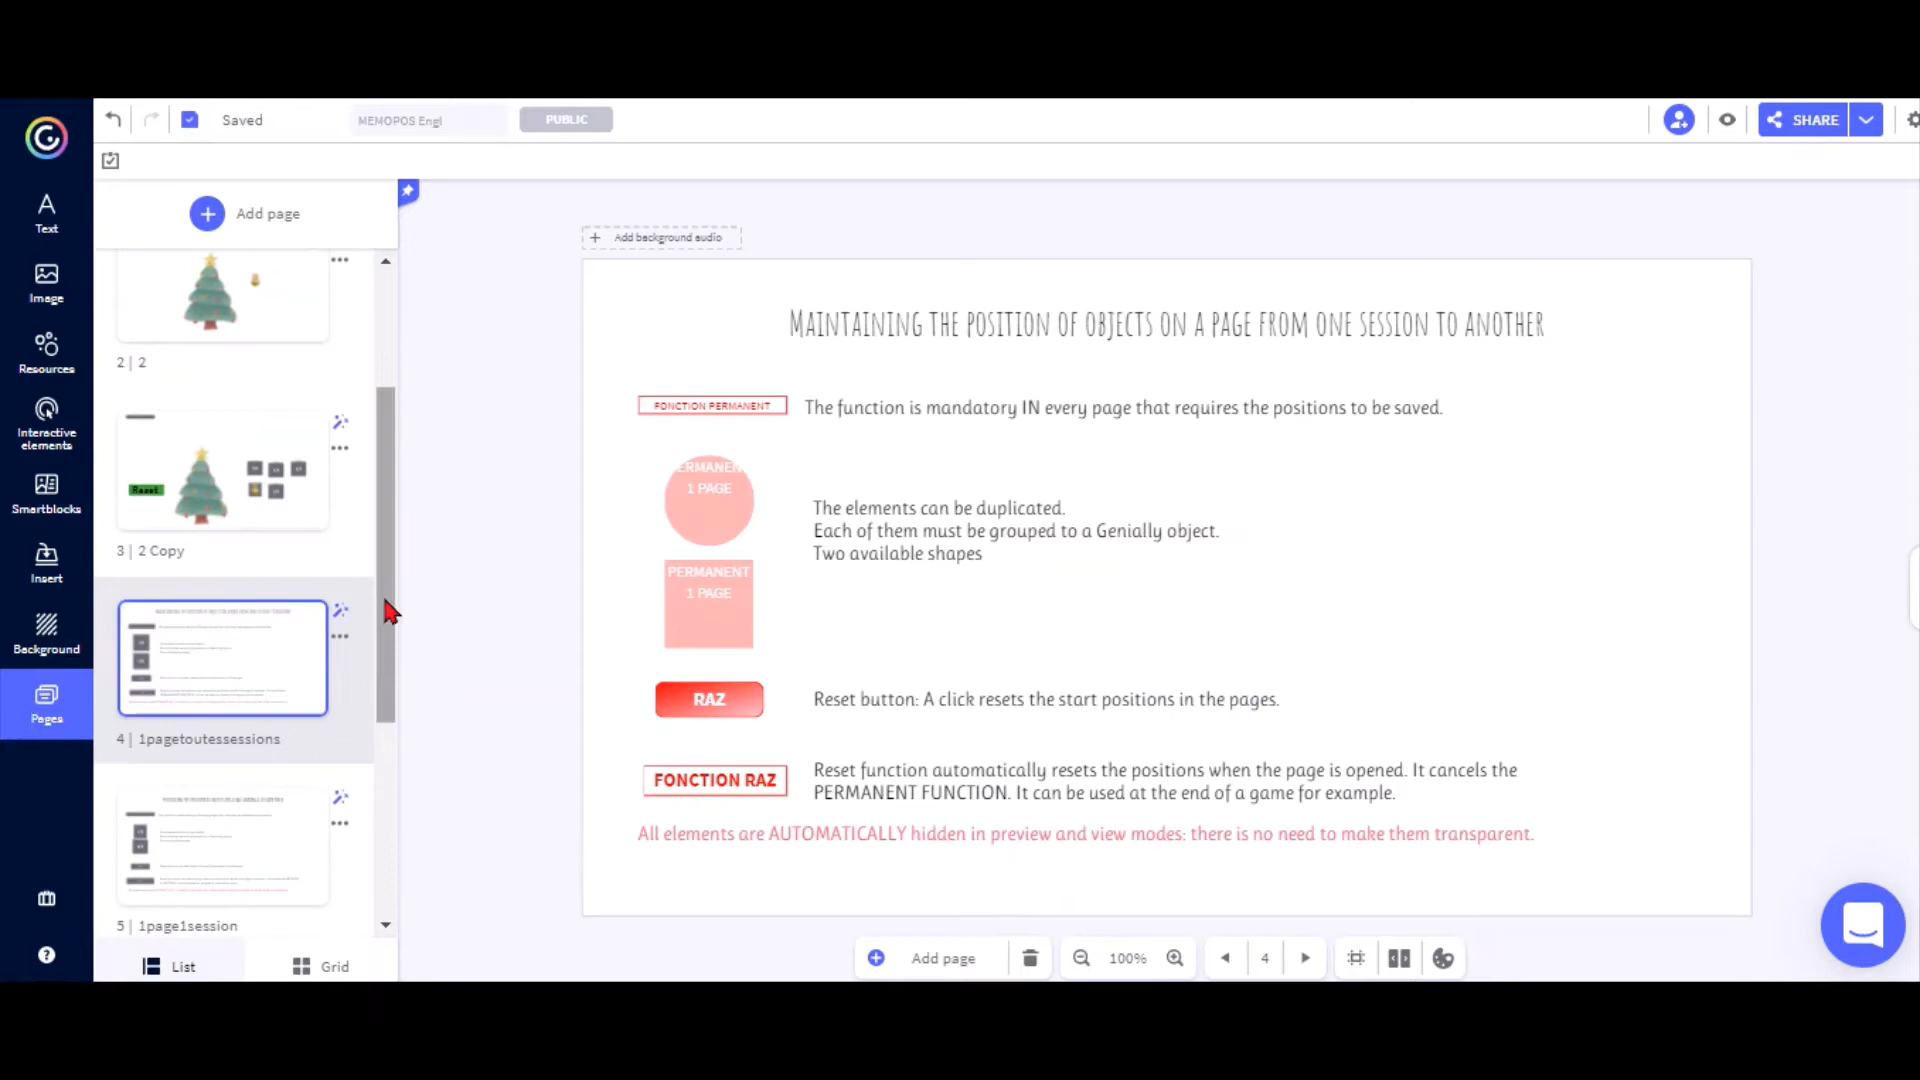 Saved
MEMOPOS Engl
PUBLIC
SHARE
Text
Image
Resources
Interactive
elements
Smartblocks
Insert
Background
Pages
Add page
2 | 2
Reset
3 | 2 Copy
4 | 1pagetoutessessions
5 | 1page1session
List
Grid
Add background audio
MAINTAINING THE POSITION OF OBJECTS ON A PAGE FROM ONE SESSION TO ANOTHER
FONCTION PERMANENT
The function is mandatory IN every page that requires the positions to be saved.
ERMANEN
1 PAGE
The elements can be duplicated.
Each of them must be grouped to a Genially object.
Two available shapes
PERMANENT
1 PAGE
RAZ
Reset button: A click resets the start positions in the pages.
FONCTION RAZ
Reset function automatically resets the positions when the page is opened. It cancels the
PERMANENT FUNCTION. It can be used at the end of a game for example.
All elements are AUTOMATICALLY hidden in preview and view modes: there is no need to make them transparent.
Add page
100%
4